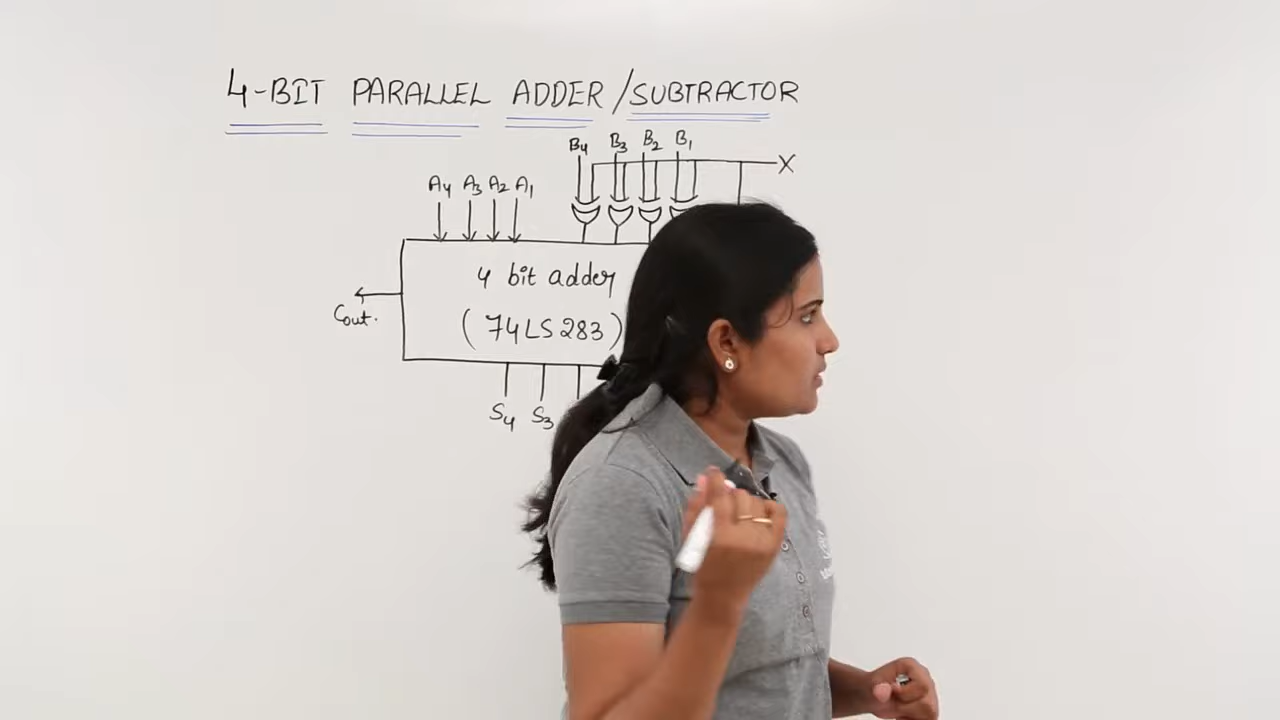 4-BIT PARALLEL ADDER/SUBTRACTOR
B4 B3 B2 B1
X
A4 A3 A2 A1
4 bit adder
Cout.
(74LS283)
S4 S3